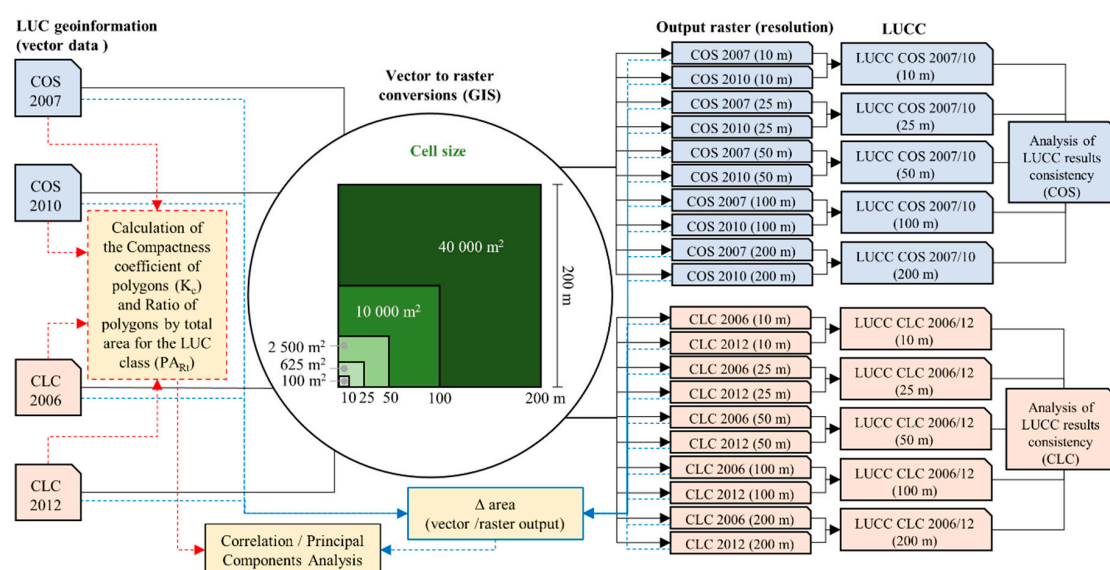 LUC geoinformation
(vector data )
COS
2007
COS
2010
Calculation of
the Compactness
coefficient of
polygons (Kc)
and Ratio of
polygons by total
area for the LUC
class (PARt)
CLC
2006
CLC
2012
Vector to raster
conversions (GIS)
Cell size
40 000 m²
10 000 m²
2 500 m²
625 m²
100 m²
200 m
10 25 50 100 200 m
Δ area
(vector /raster output)
Correlation / Principal
Components Analysis
Output raster (resolution)
COS 2007 (10 m)
COS 2010 (10 m)
COS 2007 (25 m)
COS 2010 (25 m)
COS 2007 (50 m)
COS 2010 (50 m)
COS 2007 (100 m)
COS 2010 (100 m)
COS 2007 (200 m)
COS 2010 (200 m)
CLC 2006 (10 m)
CLC 2012 (10 m)
CLC 2006 (25 m)
CLC 2012 (25 m)
CLC 2006 (50 m)
CLC 2012 (50 m)
CLC 2006 (100 m)
CLC 2012 (100 m)
CLC 2006 (200 m)
CLC 2012 (200 m)
LUCC
LUCC COS 2007/10
(10 m)
LUCC COS 2007/10
(25 m)
LUCC COS 2007/10
(50 m)
LUCC COS 2007/10
(100 m)
LUCC COS 2007/10
(200 m)
LUCC CLC 2006/12
(10 m)
LUCC CLC 2006/12
(25 m)
LUCC CLC 2006/12
(50 m)
LUCC CLC 2006/12
(100 m)
LUCC CLC 2006/12
(200 m)
Analysis of
LUCC results
consistency
(COS)
Analysis of
LUCC results
consistency
(CLC)